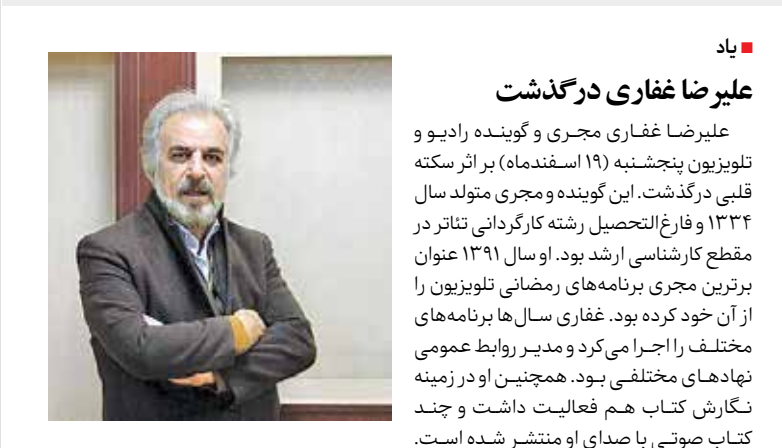 یاد
علیرضا غفاری درگذشت
علیرضا غفاری مجری و گوینده رادیو و
تلویزیون پنجشنبه (۱۹ اسفندماه) بر اثر سکته
قلبی درگذشت. این گوینده و مجری متولد سال
۱۳۳۴ و فارغ‌التحصیل رشته کارگردانی تئاتر در
مقطع کارشناسی ارشد بود. او سال ۱۳۹۱ عنوان
برترین مجری برنامه‌های رمضانی تلویزیون را
از آن خود کرده بود. غفاری سال‌ها برنامه‌های
مختلف را اجرا می‌کرد و مدیر روابط عمومی
نهادهای مختلفی بود. همچنین او در زمینه
نگارش کتاب هم فعالیت داشت و چند
کتاب صوتی با صدای او منتشر شده است.